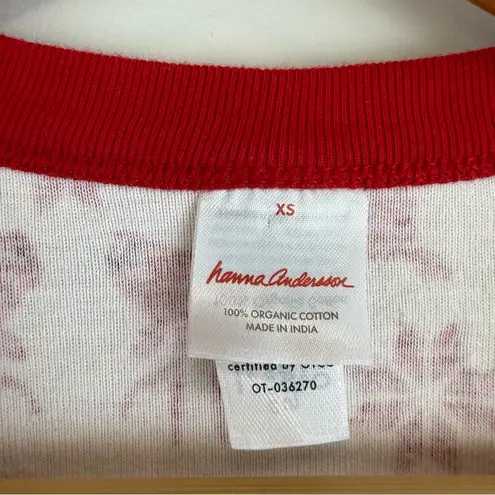 XS
hanna andersson
100% ORGANIC COTTON
MADE IN INDIA
certified by
OT-036270